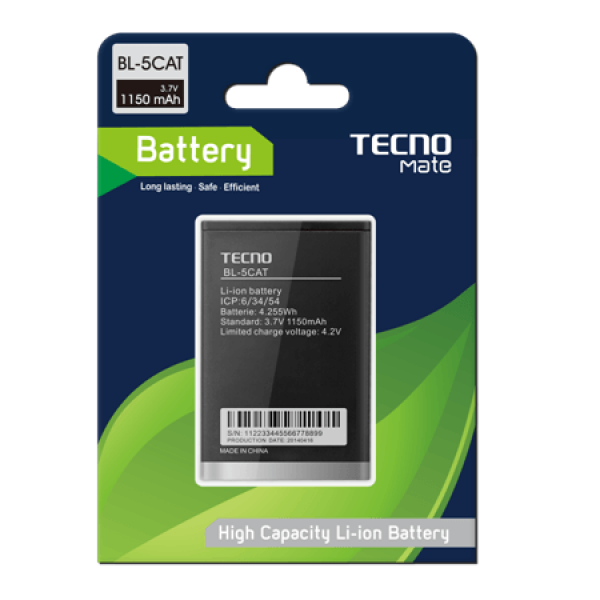 BL-5CAT
3.7V
1150 mAh
Battery
Long lasting · Safe · Efficient
TECNO
Mate
TECNO
BL-5CAT
Li-ion battery
ICP:6/34/54
Batterie: 4.255Wh
Standard: 3.7V 1150mAh
Limited charge voltage: 4.2V
S/N: 112233445566778899
PRODUCTION DATE: 20140416
MADE IN CHINA
High Capacity Li-ion Battery